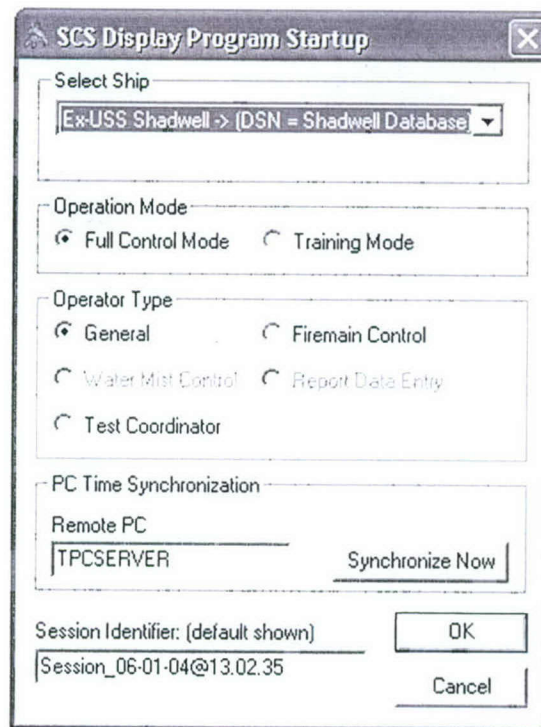 SCS Display Program Startup
Select Ship
Ex-USS Shadwell -> (DSN = Shadwell Database)
Operation Mode
Full Control Mode Training Mode
Operator Type
General Firemain Control
Water Mist Control Report Data Entry
Test Coordinator
PC Time Synchronization
Remote PC
TPCSERVER Synchronize Now
Session Identifier: (default shown) OK
Session_06-01-04@13.02.35
Cancel